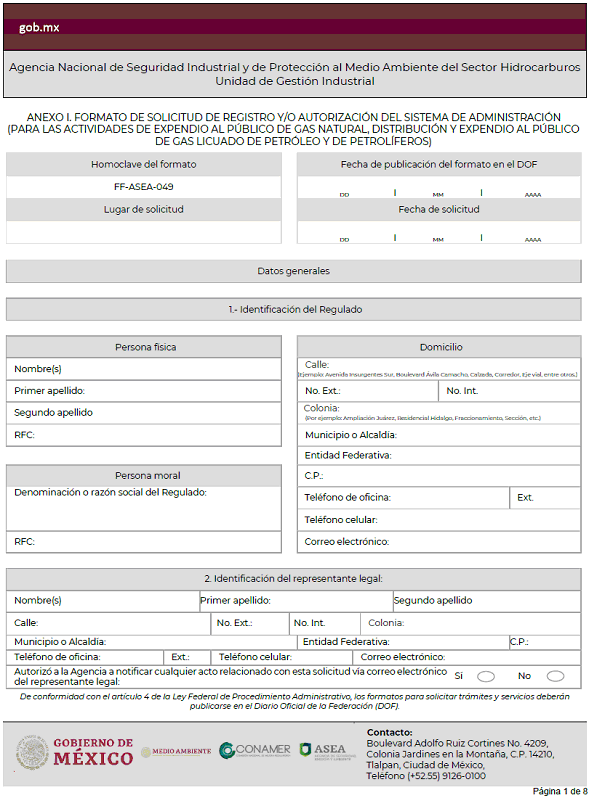 gob.mx
Agencia Nacional de Seguridad Industrial y de Protección al Medio Ambiente del Sector Hidrocarburos
Unidad de Gestión Industrial
ANEXO I. FORMATO DE SOLICITUD DE REGISTRO Y/O AUTORIZACIÓN DEL SISTEMA DE ADMINISTRACIÓN
(PARA LAS ACTIVIDADES DE EXPENDIO AL PÚBLICO DE GAS NATURAL, DISTRIBUCIÓN Y EXPENDIO AL PÚBLICO
DE GAS LICUADO DE PETRÓLEO Y DE PETROLÍFEROS)
Homoclave del formato
FF-ASEA-049
Lugar de solicitud
Fecha de publicación del formato en el DOF
DD | MM | AAAA
Fecha de solicitud
DD | MM | AAAA
Datos generales
1.- Identificación del Regulado
Persona física
Nombre(s)
Primer apellido:
Segundo apellido
RFC:
Persona moral
Denominación o razón social del Regulado:
RFC:
Domicilio
Calle:
(Ejemplo: Avenida Insurgentes Sur, Boulevard Ávila Camacho, Calzada, Corredor, Eje vial, entre otros.)
No. Ext.: No. Int.
Colonia:
(Por ejemplo: Ampliación Juárez, Residencial Hidalgo, Fraccionamiento, Sección, etc.)
Municipio o Alcaldía:
Entidad Federativa:
C.P.:
Teléfono de oficina: Ext.
Teléfono celular:
Correo electrónico:
2. Identificación del representante legal:
Nombre(s) Primer apellido: Segundo apellido
Calle: No. Ext.: No. Int. Colonia:
Municipio o Alcaldía: Entidad Federativa: C.P.:
Teléfono de oficina: Ext.: Teléfono celular: Correo electrónico:
Autorizó a la Agencia a notificar cualquier acto relacionado con esta solicitud vía correo electrónico
del representante legal: Si No
De conformidad con el artículo 4 de la Ley Federal de Procedimiento Administrativo, los formatos para solicitar trámites y servicios deberán
publicarse en el Diario Oficial de la Federación (DOF).
GOBIERNO DE
MÉXICO
MEDIO AMBIENTE
CONAMER
ASEA
Contacto:
Boulevard Adolfo Ruiz Cortines No. 4209,
Colonia Jardines en la Montaña, C.P. 14210,
Tlalpan, Ciudad de México,
Teléfono (+52.55) 9126-0100
Página 1 de 8